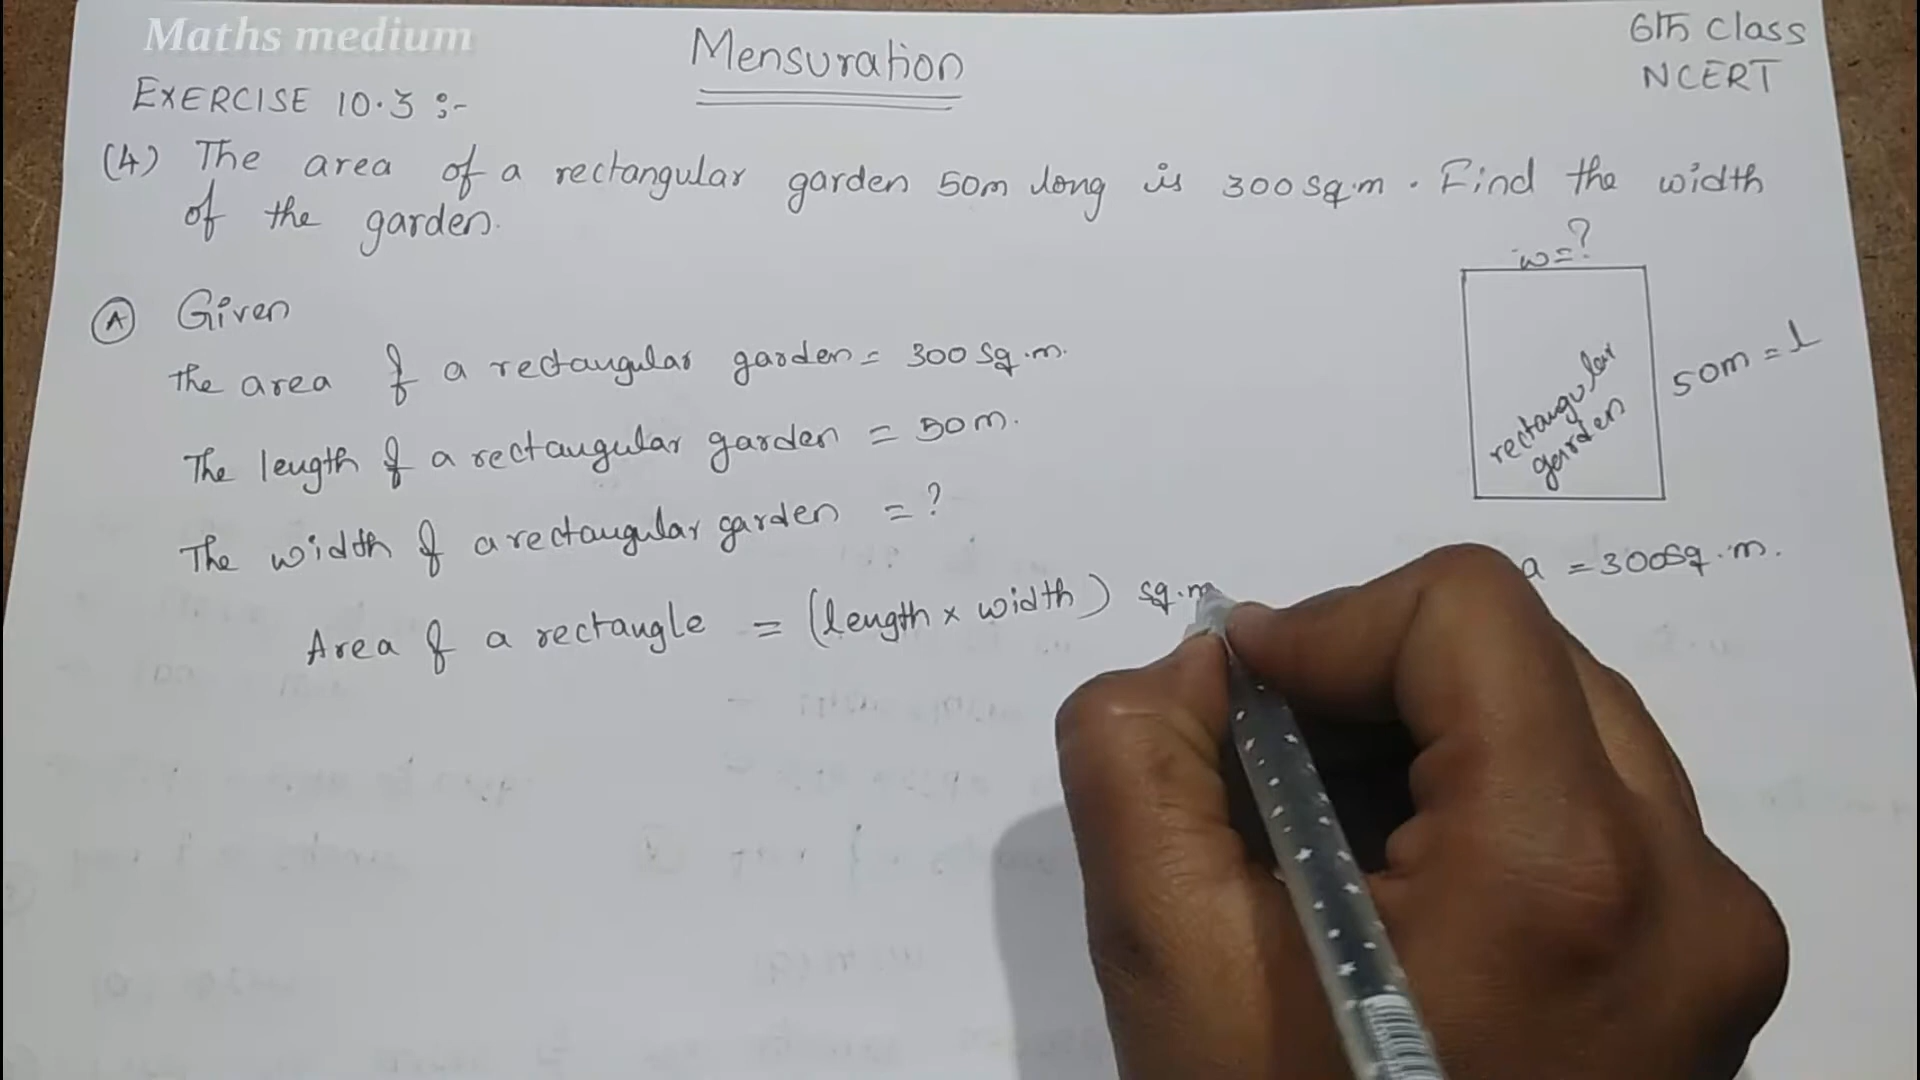 Maths medium
Mensuration
6th Class
NCERT
EXERCISE 10.3 :-
(4) The area of a rectangular garden 50m long is 300 sq.m. Find the width
of the garden.
A Given
The area of a rectangular garden = 300 sq.m.
The length of a rectangular garden = 50m.
The width of a rectangular garden = ?
Area of a rectangle = (length x width) sq.m
w = ?
rectangular
garden
50m = l
a = 300sq.m.